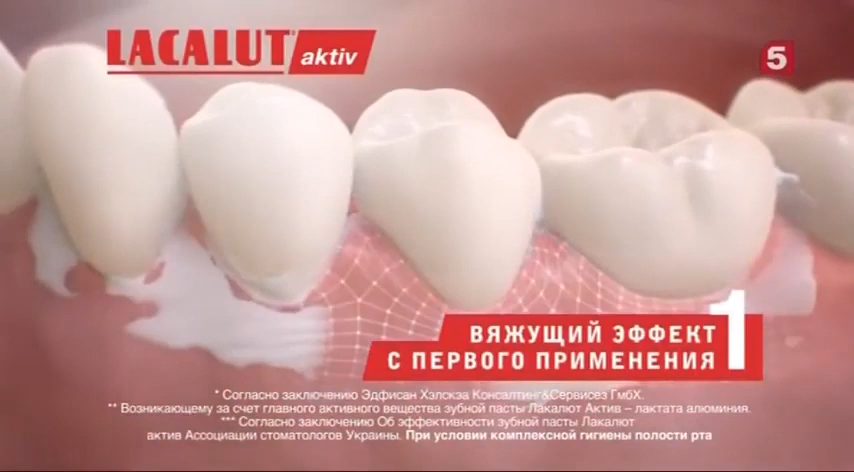 LACALUT® aktiv
5
ВЯЖУЩИЙ ЭФФЕКТ 1
С ПЕРВОГО ПРИМЕНЕНИЯ
* Согласно заключению Эдфисан Хэлскэа Консалтинг&Сервисез ГмбХ.
** Возникающему за счет главного активного вещества зубной пасты Лакалют Актив – лактата алюминия.
*** Согласно заключению Об эффективности зубной пасты Лакалют
актив Ассоциации стоматологов Украины. При условии комплексной гигиены полости рта